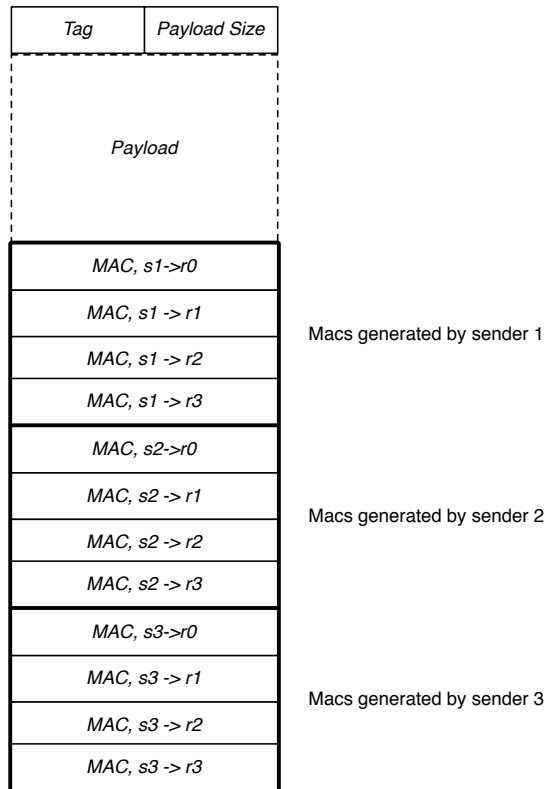 Tag Payload Size
Payload
MAC, s1->r0
MAC, s1 -> r1
MAC, s1 -> r2
MAC, s1 -> r3
Macs generated by sender 1
MAC, s2->r0
MAC, s2 -> r1
MAC, s2 -> r2
MAC, s2 -> r3
Macs generated by sender 2
MAC, s3->r0
MAC, s3 -> r1
MAC, s3 -> r2
MAC, s3 -> r3
Macs generated by sender 3